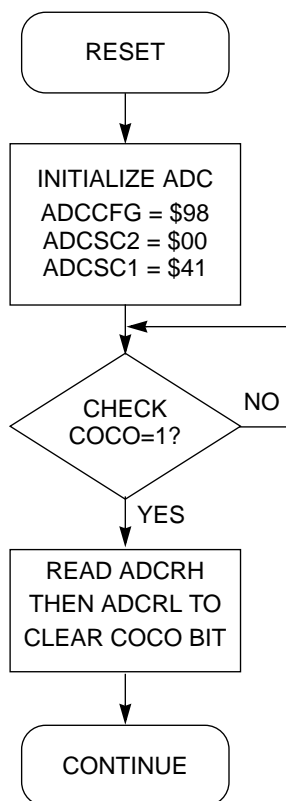 RESET
INITIALIZE ADC
ADCCFG = $98
ADCSC2 = $00
ADCSC1 = $41
CHECK
COCO=1?
NO
YES
READ ADCRH
THEN ADCRL TO
CLEAR COCO BIT
CONTINUE